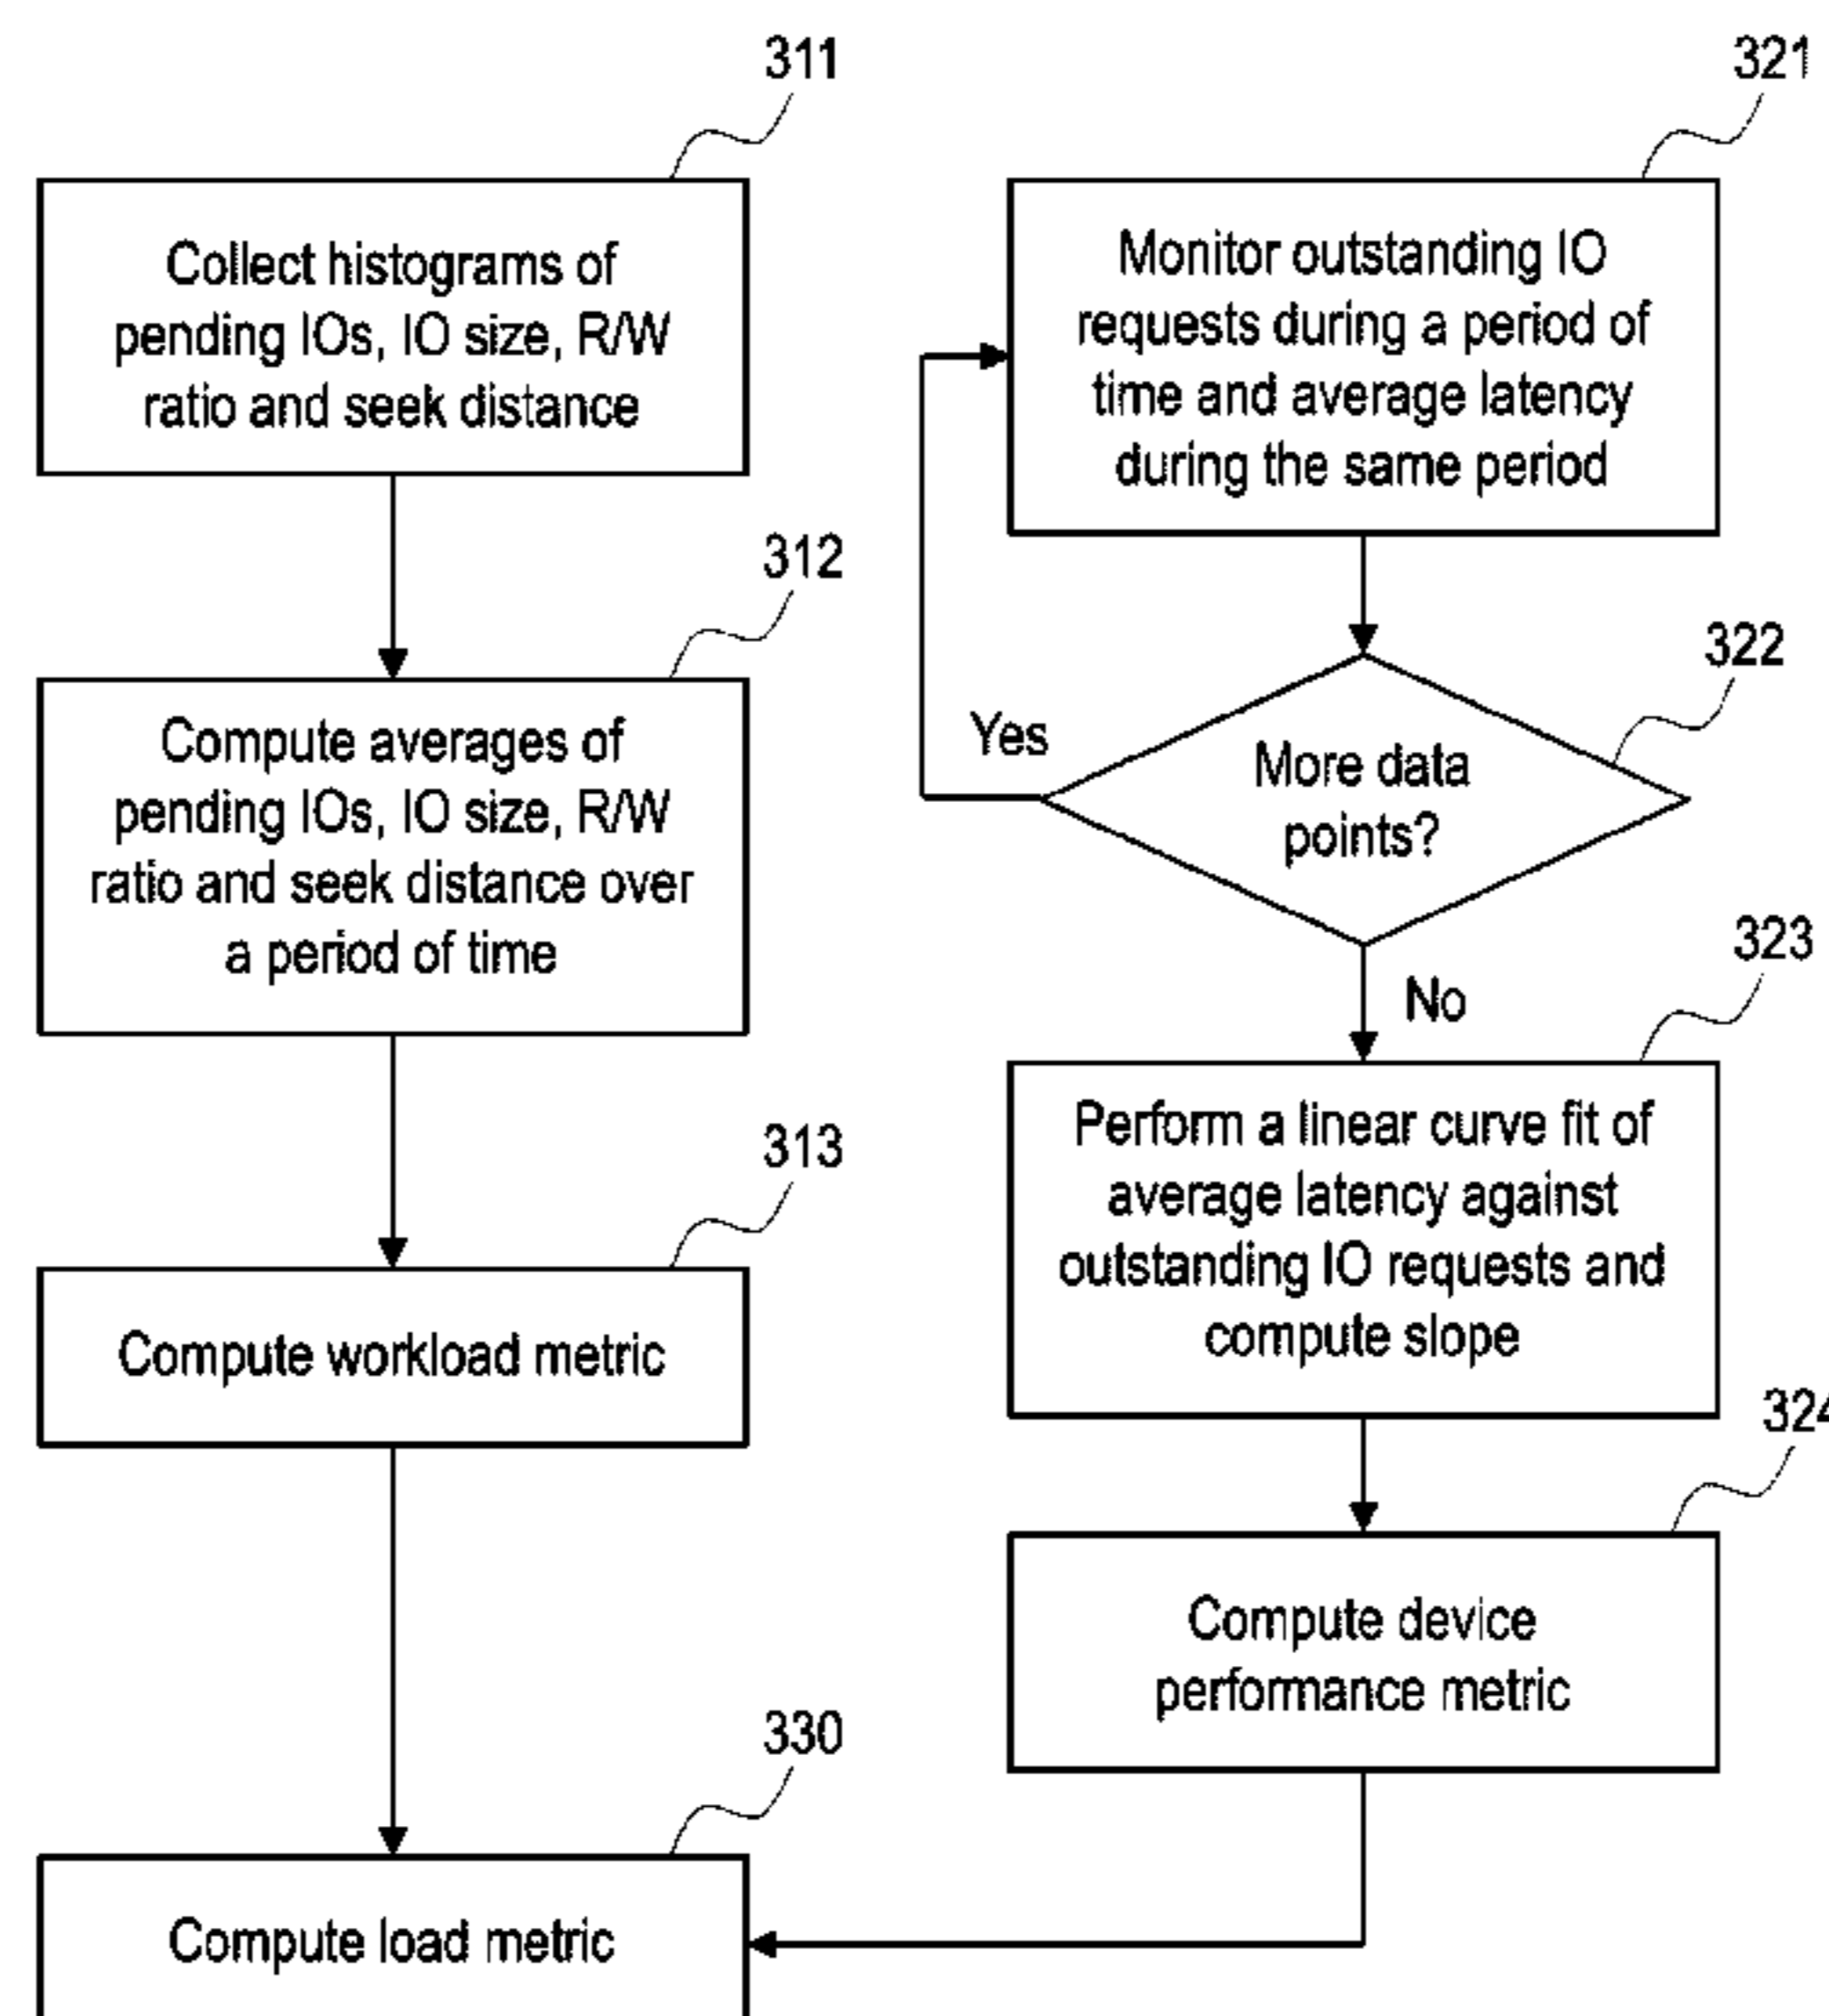 311
Collect histograms of
pending IOs, IO size, R/W
ratio and seek distance
312
Compute averages of
pending IOs, IO size, R/W
ratio and seek distance over
a period of time
313
Compute workload metric
330
Compute load metric
321
Monitor outstanding IO
requests during a period of
time and average latency
during the same period
322
Yes
More data
points?
No
323
Perform a linear curve fit of
average latency against
outstanding IO requests and
compute slope
324
Compute device
performance metric